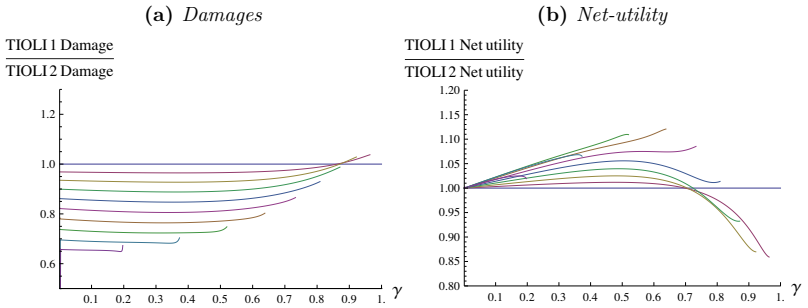 (a) Damages
TIOLI 1 Damage
TIOLI 2 Damage
1.2
1.0
0.8
0.6
0.1 0.2 0.3 0.4 0.5 0.6 0.7 0.8 0.9 1. γ
(b) Net-utility
TIOLI 1 Net utility
TIOLI 2 Net utility
1.20
1.15
1.10
1.05
1.00
0.95
0.90
0.85
0.80
0.1 0.2 0.3 0.4 0.5 0.6 0.7 0.8 0.9 1. γ